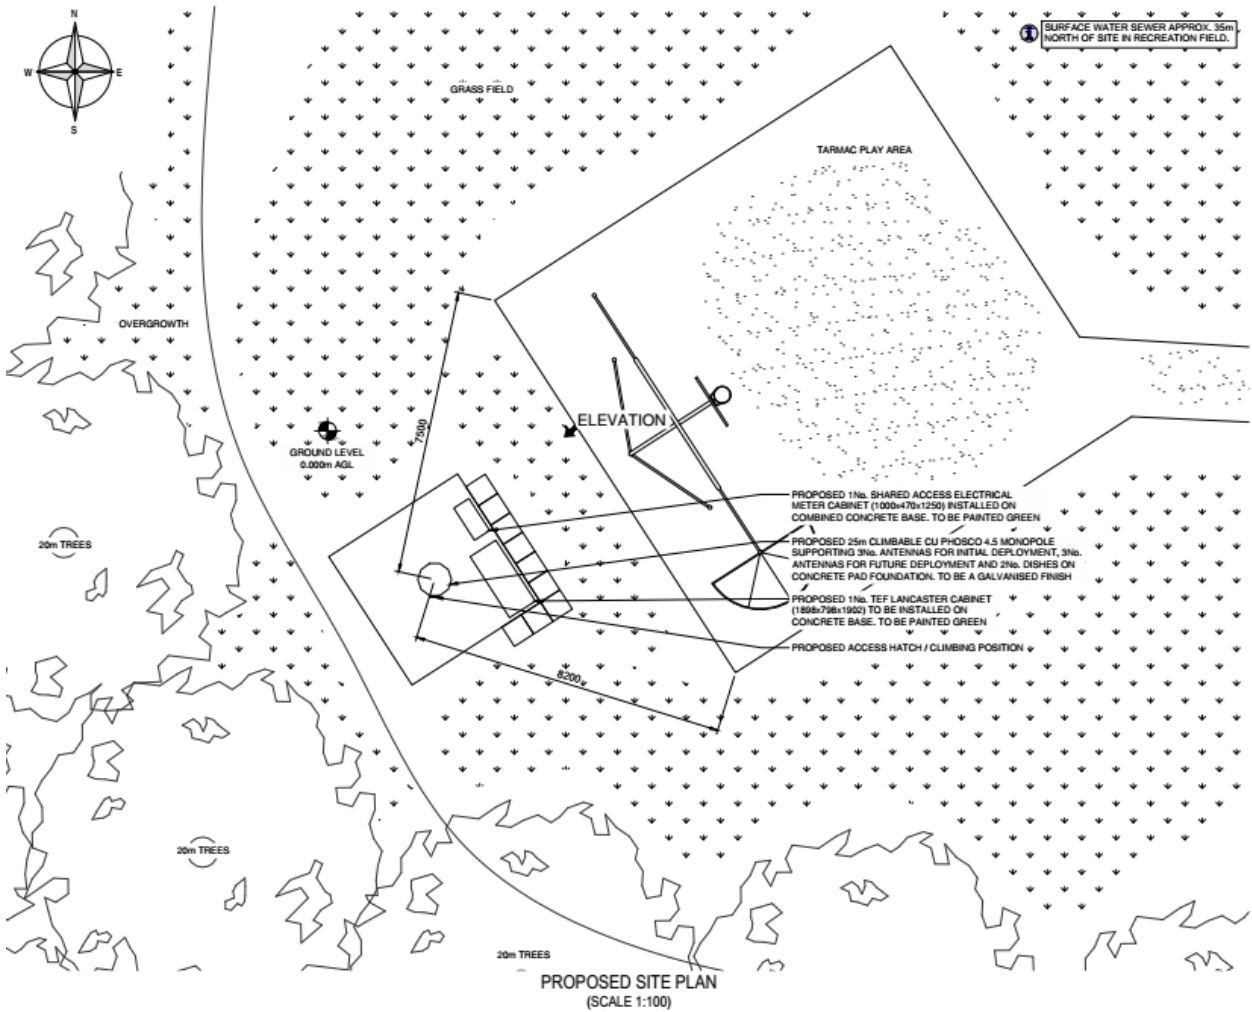 N
W
E
S
SURFACE WATER SEWER APPROX. 35m
NORTH OF SITE IN RECREATION FIELD.
GRASS FIELD
TARMAC PLAY AREA
OVERGROWTH
7500
ELEVATION
GROUND LEVEL
0.000m AGL
PROPOSED 1No. SHARED ACCESS ELECTRICAL
METER CABINET (1000x470x1250) INSTALLED ON
COMBINED CONCRETE BASE. TO BE PAINTED GREEN
20m TREES
PROPOSED 25m CLIMBABLE CU PHOSCO 4.5 MONOPOLE
SUPPORTING 3No. ANTENNAS FOR INITIAL DEPLOYMENT, 3No.
ANTENNAS FOR FUTURE DEPLOYMENT AND 2No. DISHES ON
CONCRETE PAD FOUNDATION. TO BE A GALVANISED FINISH
PROPOSED 1No. TEF LANCASTER CABINET
(1898x798x1902) TO BE INSTALLED ON
CONCRETE BASE. TO BE PAINTED GREEN
PROPOSED ACCESS HATCH / CLIMBING POSITION
8200
20m TREES
20m TREES
PROPOSED SITE PLAN
(SCALE 1:100)